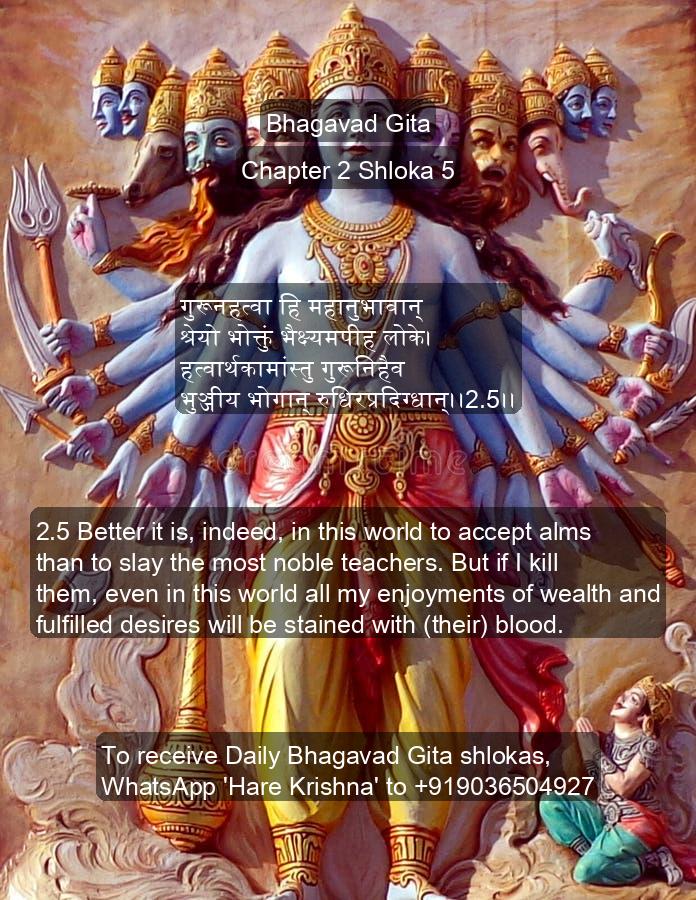 Bhagavad Gita
Chapter 2 Shloka 5
गुरूनहत्वा हि महानुभावान्
श्रेयो भोक्तुं भैक्ष्यमपीह लोके।
हत्वार्थकामांस्तु गुरूनिहैव
भुञ्जीय भोगान् रुधिरप्रदिग्धान्।।2.5।।
2.5 Better it is, indeed, in this world to accept alms
than to slay the most noble teachers. But if I kill
them, even in this world all my enjoyments of wealth and
fulfilled desires will be stained with (their) blood.
To receive Daily Bhagavad Gita shlokas,
WhatsApp 'Hare Krishna' to +919036504927